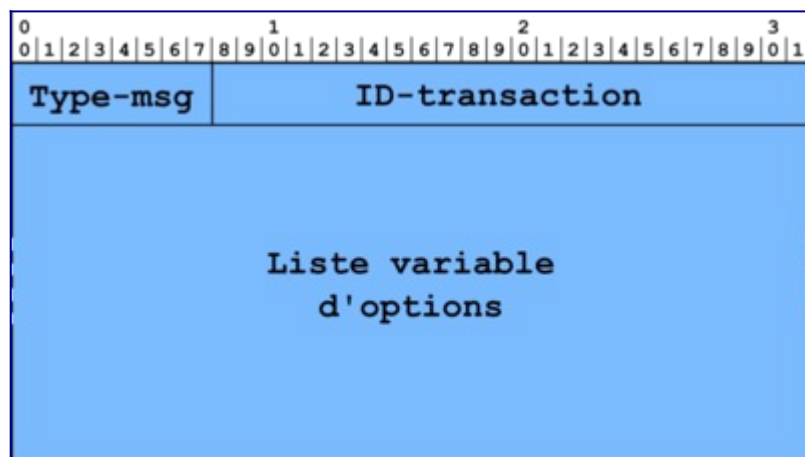 0 1 2 3
0 1 2 3 4 5 6 7 8 9 0 1 2 3 4 5 6 7 8 9 0 1 2 3 4 5 6 7 8 9 0 1
Type-msg ID-transaction
Liste variable
d'options